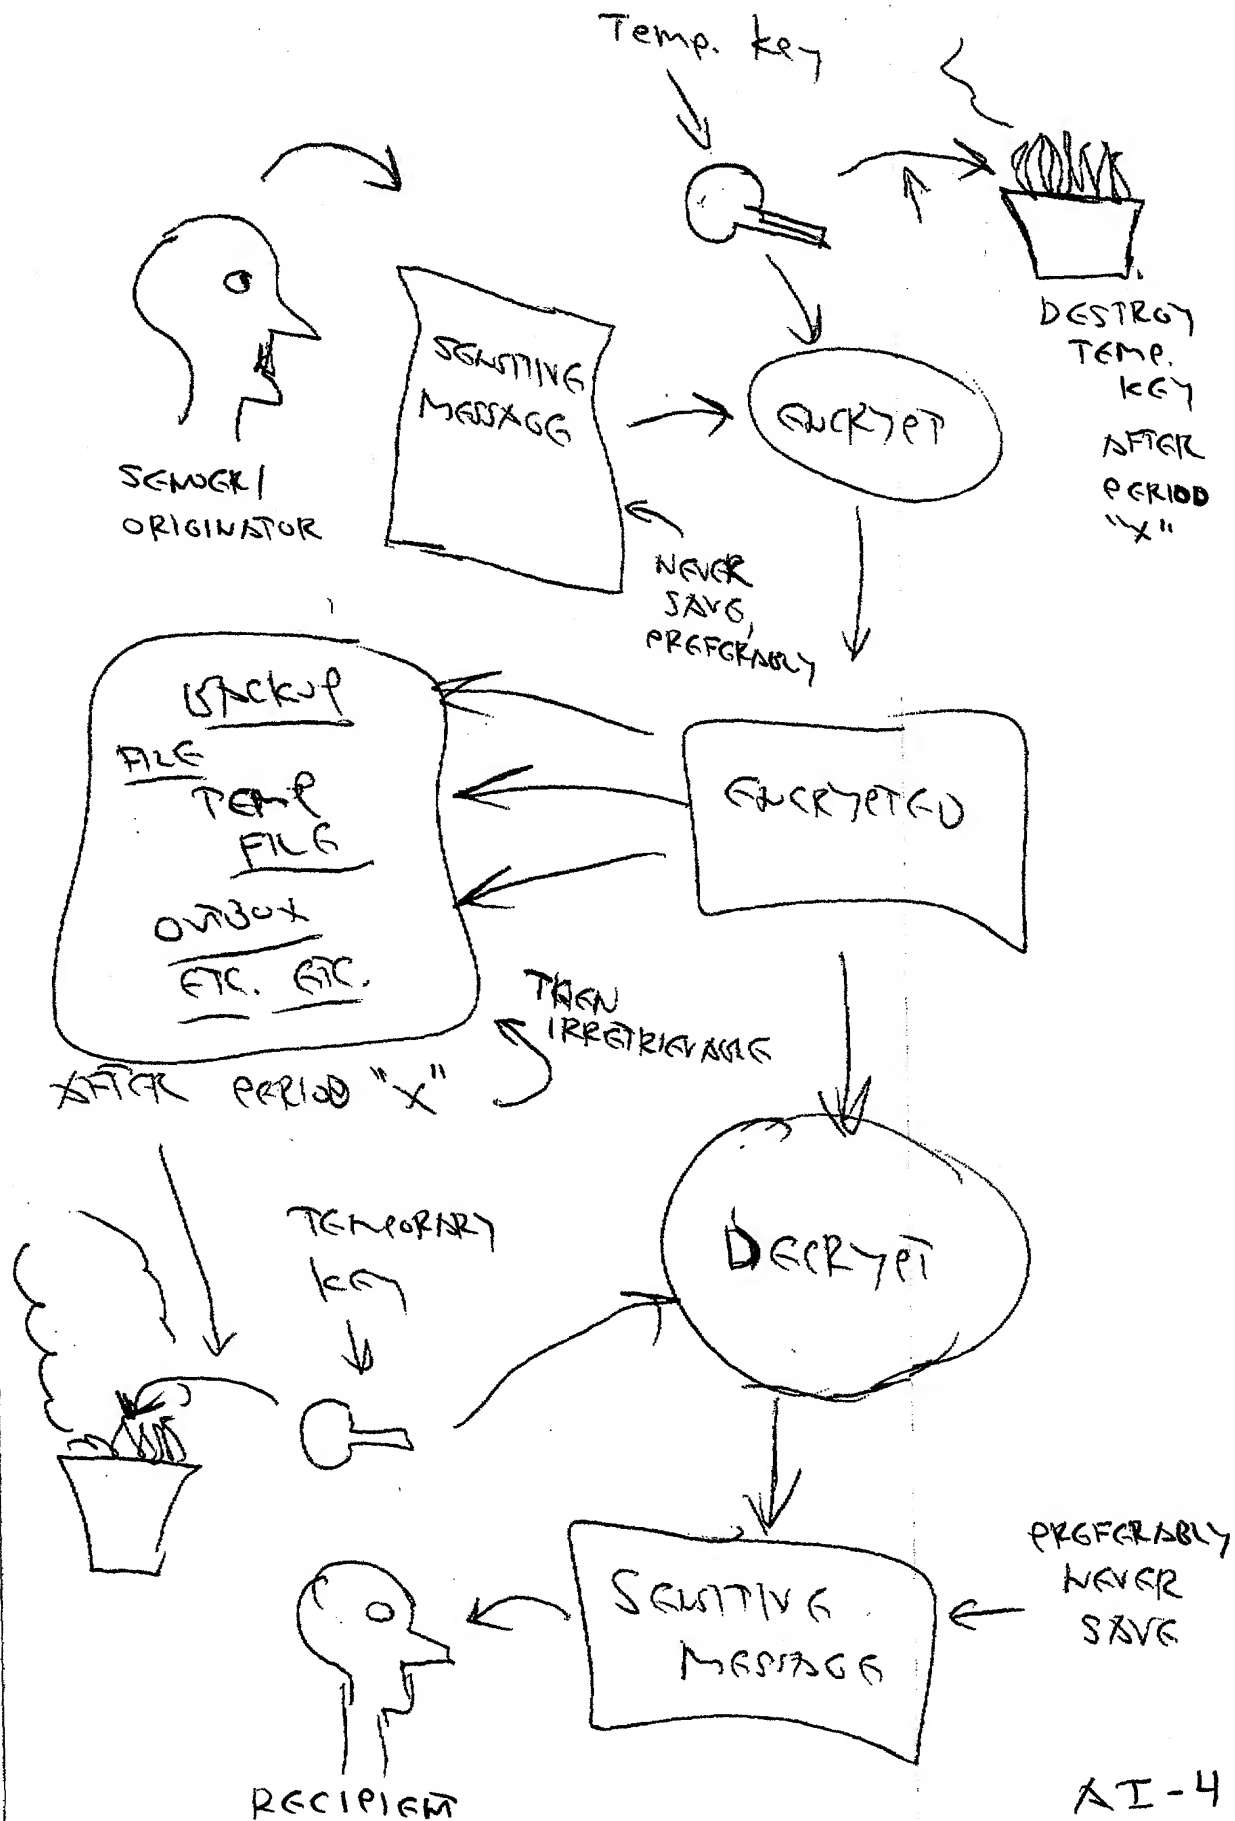 Temp. key
DESTROY
TEMP.
KEY
AFTER
PERIOD
"X"
SENSITIVE
MESSAGE
ENCRYPT
SENDER/
ORIGINATOR
NEVER
SAVE,
PREFERABLY
BACKUP
FILE
TEMP
FILE
OUTBOX
ETC. ETC.
ENCRYPTED
THEN
IRRETRIEVABLE
AFTER PERIOD "X"
TEMPORARY
KEY
DECRYPT
PREFERABLY
NEVER
SAVE
SENSITIVE
MESSAGE
RECIPIENT
AI-4